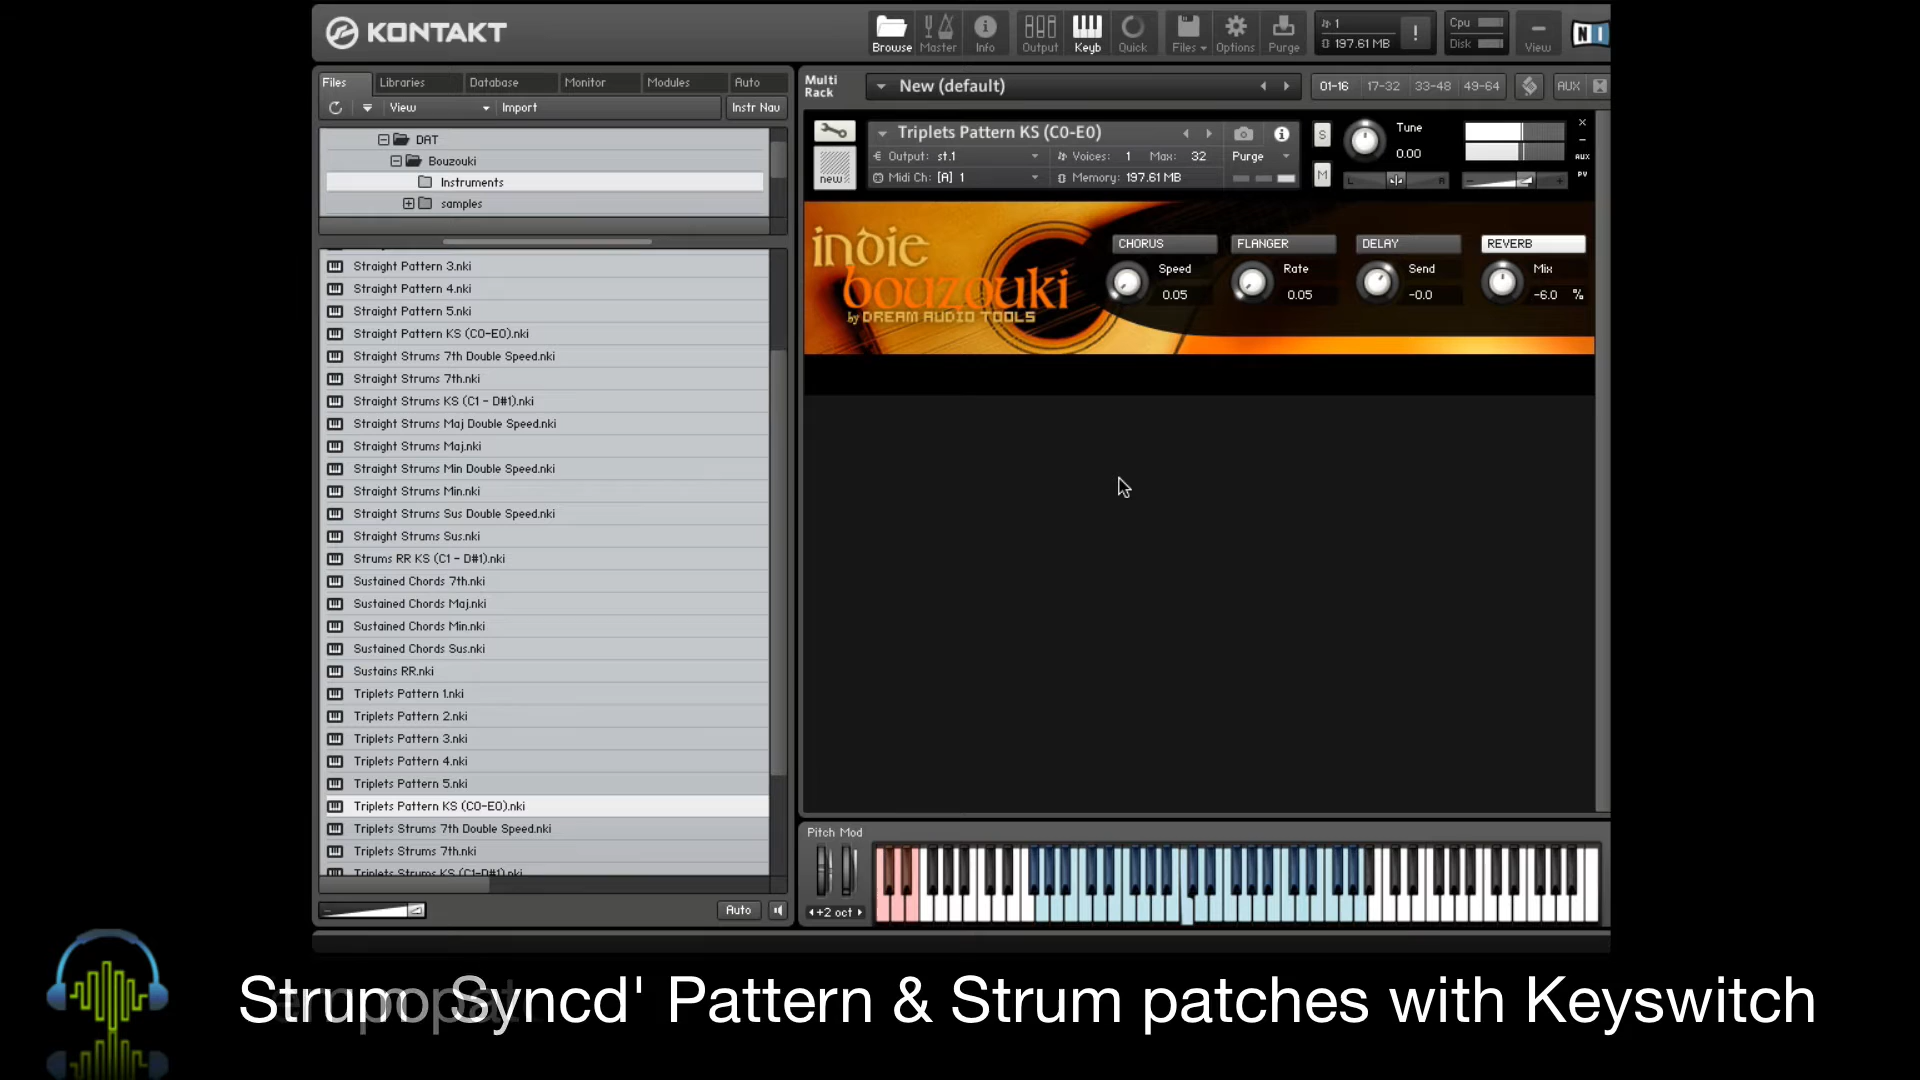 KONTAKT
Browse Master Info Output Keyb Quick Files Options Purge
1
197.61 MB
!
Cpu
Disk
View
NI
Files Libraries Database Monitor Modules Auto
View Import Instr Nav
DAT
Bouzouki
Instruments
samples
Straight Pattern 3.nki
Straight Pattern 4.nki
Straight Pattern 5.nki
Straight Pattern KS (C0-E0).nki
Straight Strums 7th Double Speed.nki
Straight Strums 7th.nki
Straight Strums KS (C1 - D#1).nki
Straight Strums Maj Double Speed.nki
Straight Strums Maj.nki
Straight Strums Min Double Speed.nki
Straight Strums Min.nki
Straight Strums Sus Double Speed.nki
Straight Strums Sus.nki
Strums RR KS (C1 - D#1).nki
Sustained Chords 7th.nki
Sustained Chords Maj.nki
Sustained Chords Min.nki
Sustained Chords Sus.nki
Sustains RR.nki
Triplets Pattern 1.nki
Triplets Pattern 2.nki
Triplets Pattern 3.nki
Triplets Pattern 4.nki
Triplets Pattern 5.nki
Triplets Pattern KS (C0-E0).nki
Triplets Strums 7th Double Speed.nki
Triplets Strums 7th.nki
Triplets Strums KS (C1-D#1).nki
Auto
Multi
Rack
New (default)
01-16 17-32 33-48 49-64
AUX
Triplets Pattern KS (C0-E0)
Output: st.1 Voices: 1 Max: 32 Purge
Midi Ch: [A] 1 Memory: 197.61 MB
new
S
M
Tune
0.00
L R
AUX
PV
indie
bouzouki
by DREAM AUDIO TOOLS
CHORUS FLANGER DELAY REVERB
Speed Rate Send Mix
0.05 0.05 -0.0 -6.0 %
Pitch Mod
+2 oct
Syncd' Pattern & Strum patches with Keyswitch